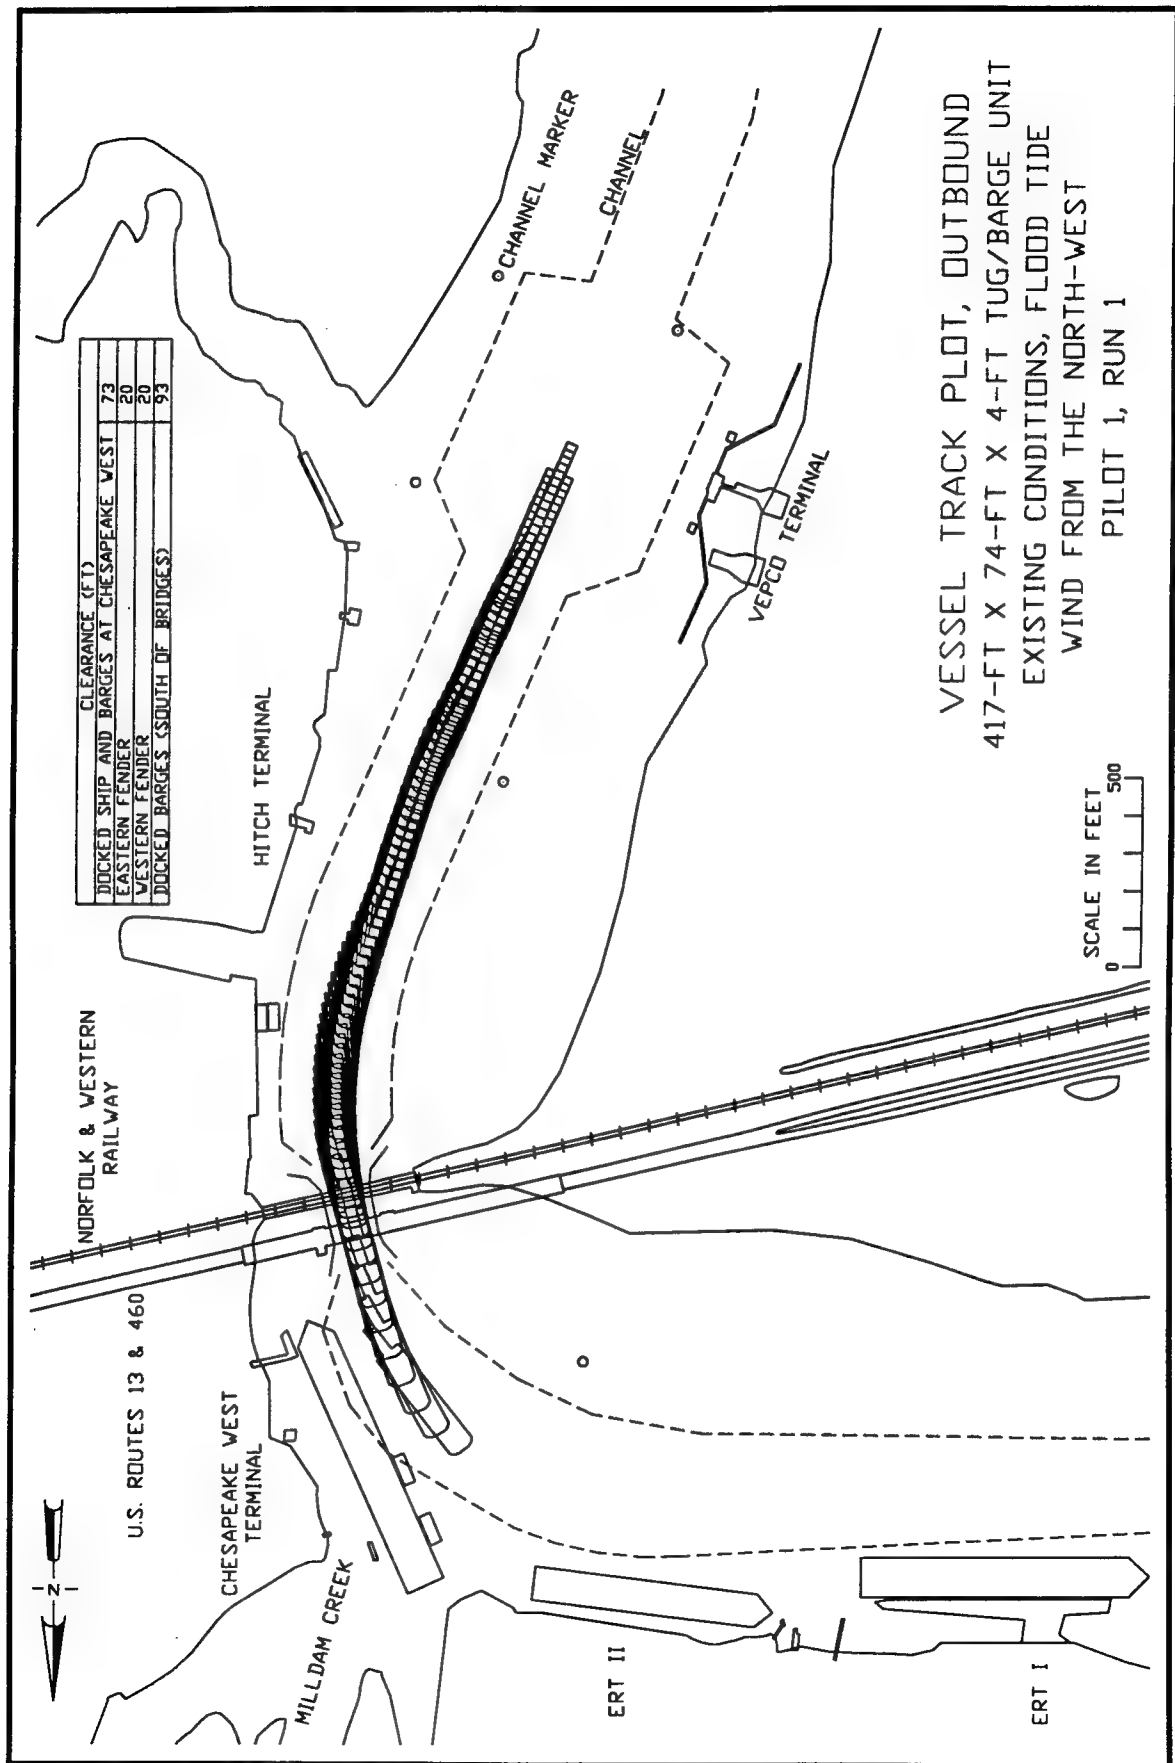 CLEARANCE (FT)
DOCKED SHIP AND BARGES AT CHESAPEAKE WEST 73
EASTERN FENDER 20
WESTERN FENDER 20
DOCKED BARGES (SOUTH OF BRIDGES) 93
NORFOLK & WESTERN
RAILWAY
U.S. ROUTES 13 & 460
HITCH TERMINAL
CHANNEL MARKER
CHANNEL
CHESAPEAKE WEST
TERMINAL
MILLDAM CREEK
N
VEPCO TERMINAL
ERT II
ERT I
SCALE IN FEET
0 500
VESSEL TRACK PLOT, OUTBOUND
417-FT X 74-FT X 4-FT TUG/BARGE UNIT
EXISTING CONDITIONS, FLOOD TIDE
WIND FROM THE NORTH-WEST
PILOT 1, RUN 1